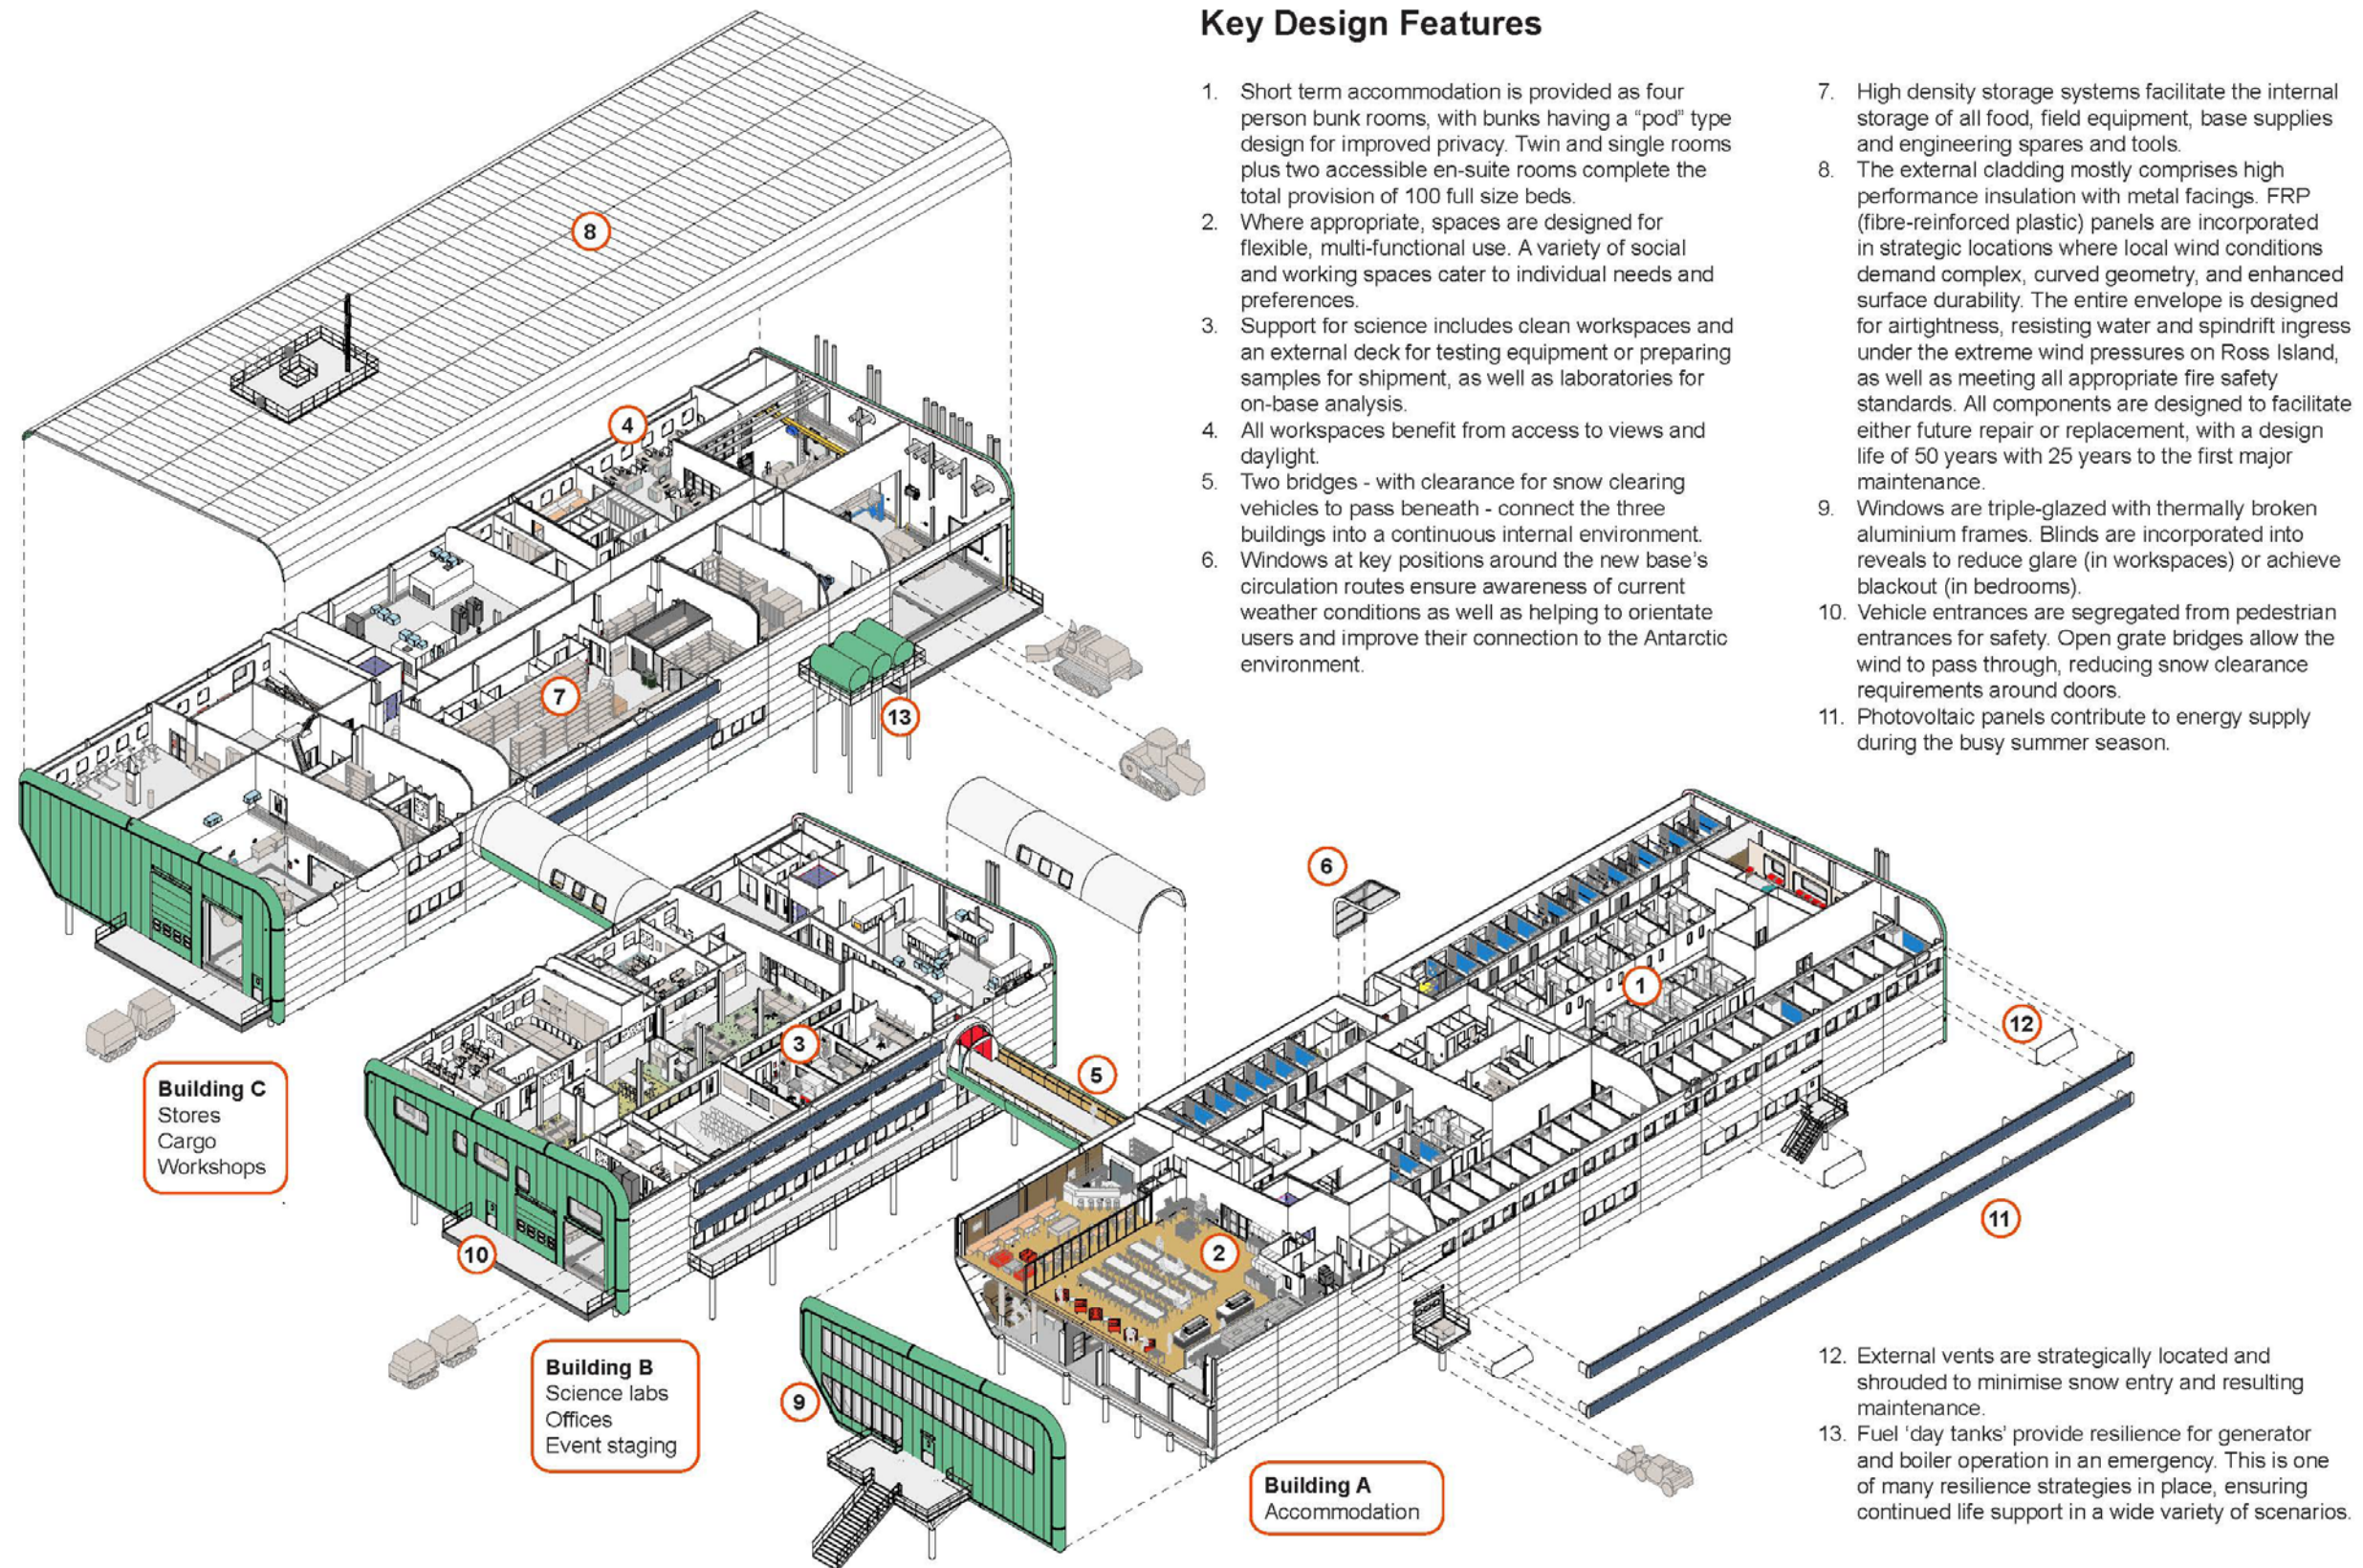 Key Design Features
1. Short term accommodation is provided as four
person bunk rooms, with bunks having a “pod” type
design for improved privacy. Twin and single rooms
plus two accessible en-suite rooms complete the
total provision of 100 full size beds.
2. Where appropriate, spaces are designed for
flexible, multi-functional use. A variety of social
and working spaces cater to individual needs and
preferences.
3. Support for science includes clean workspaces and
an external deck for testing equipment or preparing
samples for shipment, as well as laboratories for
on-base analysis.
4. All workspaces benefit from access to views and
daylight.
5. Two bridges - with clearance for snow clearing
vehicles to pass beneath - connect the three
buildings into a continuous internal environment.
6. Windows at key positions around the new base’s
circulation routes ensure awareness of current
weather conditions as well as helping to orientate
users and improve their connection to the Antarctic
environment.
7. High density storage systems facilitate the internal
storage of all food, field equipment, base supplies
and engineering spares and tools.
8. The external cladding mostly comprises high
performance insulation with metal facings. FRP
(fibre-reinforced plastic) panels are incorporated
in strategic locations where local wind conditions
demand complex, curved geometry, and enhanced
surface durability. The entire envelope is designed
for airtightness, resisting water and spindrift ingress
under the extreme wind pressures on Ross Island,
as well as meeting all appropriate fire safety
standards. All components are designed to facilitate
either future repair or replacement, with a design
life of 50 years with 25 years to the first major
maintenance.
9. Windows are triple-glazed with thermally broken
aluminium frames. Blinds are incorporated into
reveals to reduce glare (in workspaces) or achieve
blackout (in bedrooms).
10. Vehicle entrances are segregated from pedestrian
entrances for safety. Open grate bridges allow the
wind to pass through, reducing snow clearance
requirements around doors.
11. Photovoltaic panels contribute to energy supply
during the busy summer season.
12. External vents are strategically located and
shrouded to minimise snow entry and resulting
maintenance.
13. Fuel ‘day tanks’ provide resilience for generator
and boiler operation in an emergency. This is one
of many resilience strategies in place, ensuring
continued life support in a wide variety of scenarios.
8
4
7
13
6
1
3
5
12
11
2
10
9
Building C
Stores
Cargo
Workshops
Building B
Science labs
Offices
Event staging
Building A
Accommodation